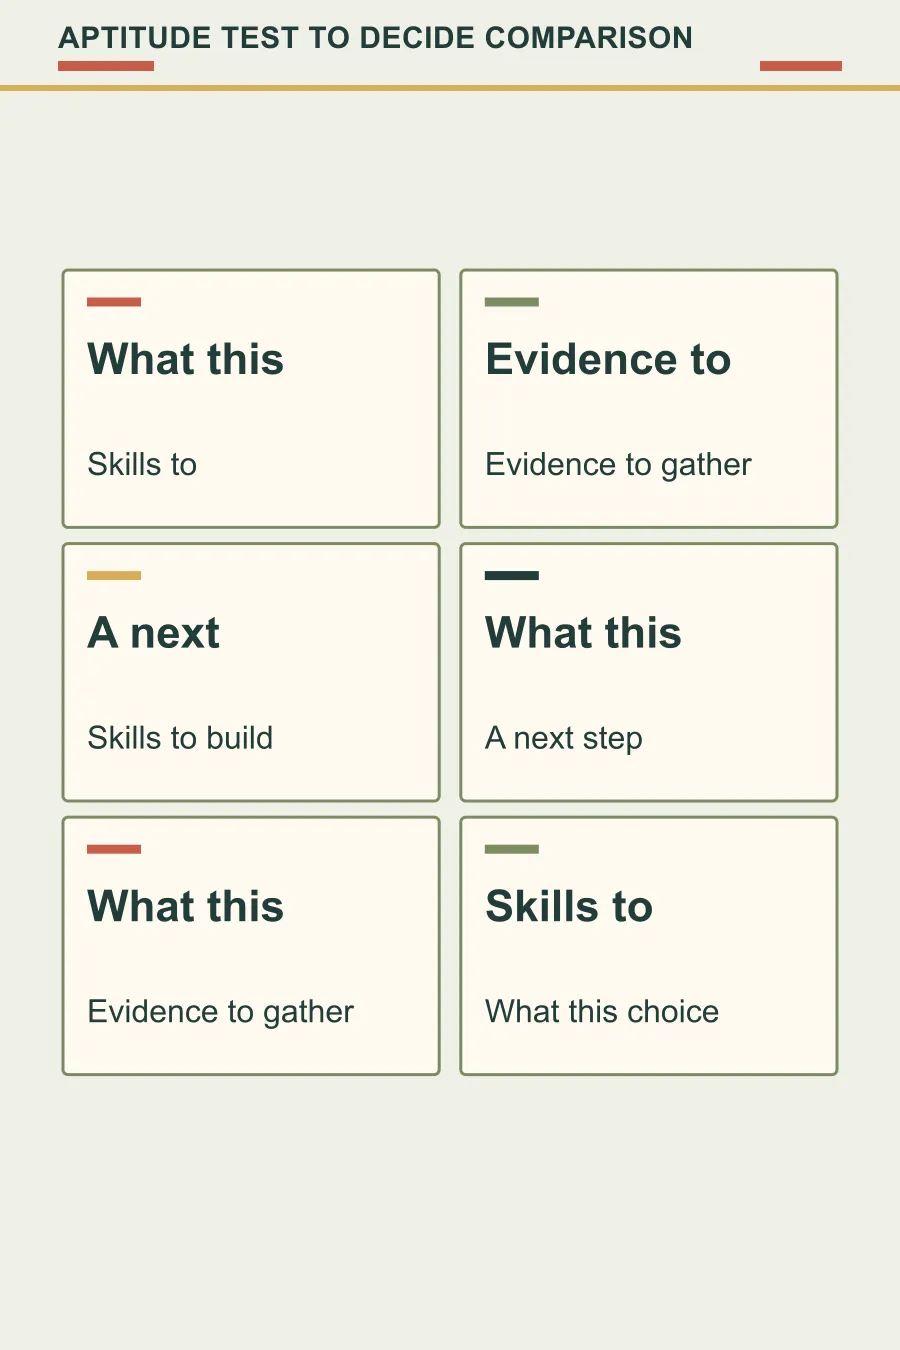 APTITUDE TEST TO DECIDE COMPARISON
What this
Skills to
Evidence to
Evidence to gather
A next
Skills to build
What this
A next step
What this
Evidence to gather
Skills to
What this choice